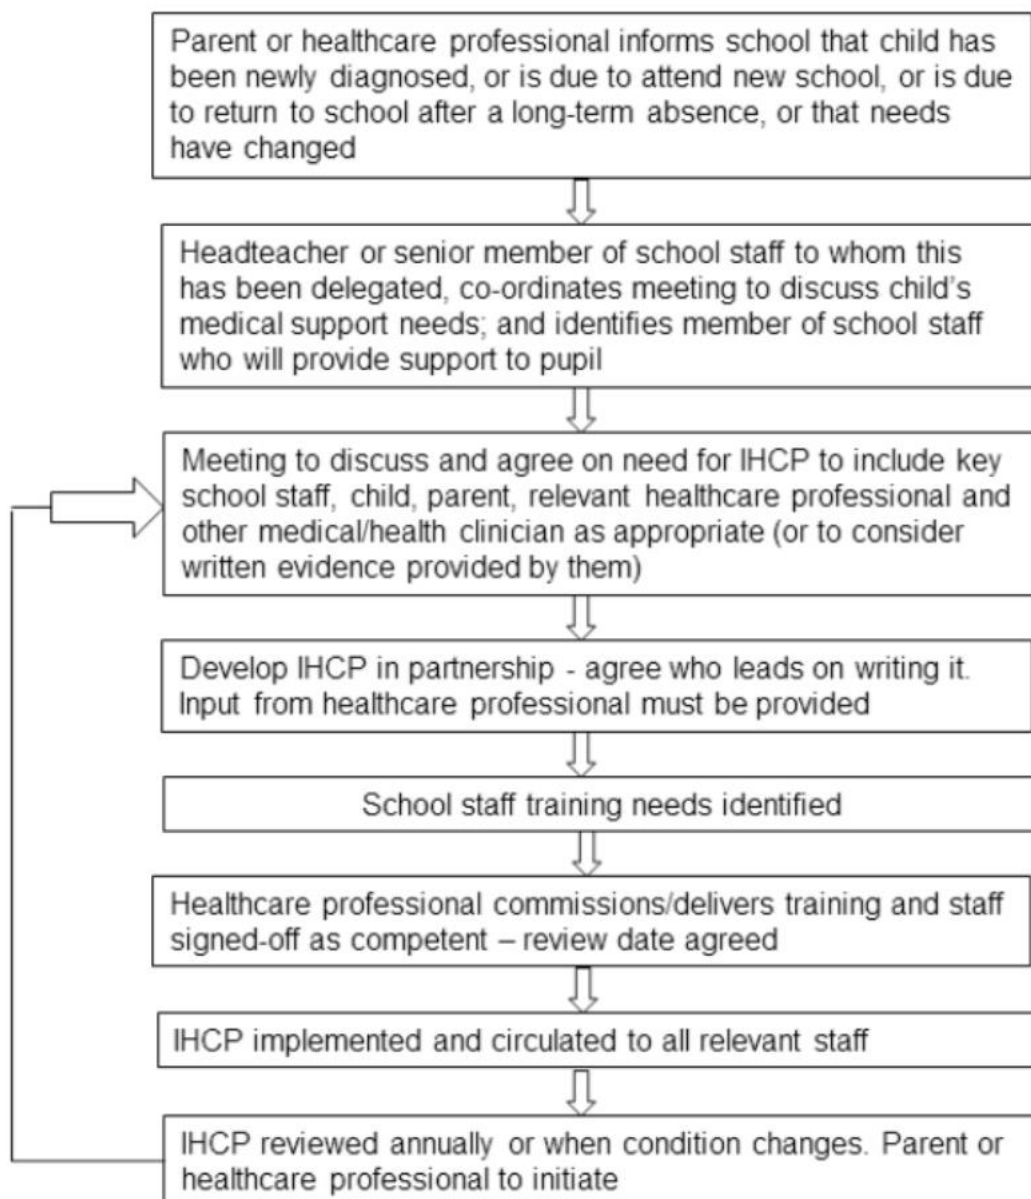 Parent or healthcare professional informs school that child has
been newly diagnosed, or is due to attend new school, or is due
to return to school after a long-term absence, or that needs
have changed
Headteacher or senior member of school staff to whom this
has been delegated, co-ordinates meeting to discuss child's
medical support needs; and identifies member of school staff
who will provide support to pupil
Meeting to discuss and agree on need for IHCP to include key
school staff, child, parent, relevant healthcare professional and
other medical/health clinician as appropriate (or to consider
written evidence provided by them)
Develop IHCP in partnership - agree who leads on writing it.
Input from healthcare professional must be provided
School staff training needs identified
Healthcare professional commissions/delivers training and staff
signed-off as competent – review date agreed
IHCP implemented and circulated to all relevant staff
IHCP reviewed annually or when condition changes. Parent or
healthcare professional to initiate